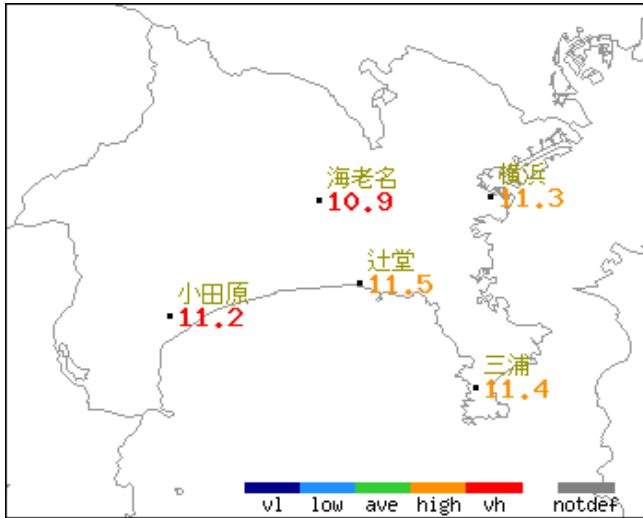 海老名
10.9
横浜
11.3
辻堂
11.5
小田原
11.2
三浦
11.4
vl low ave high vh notdef